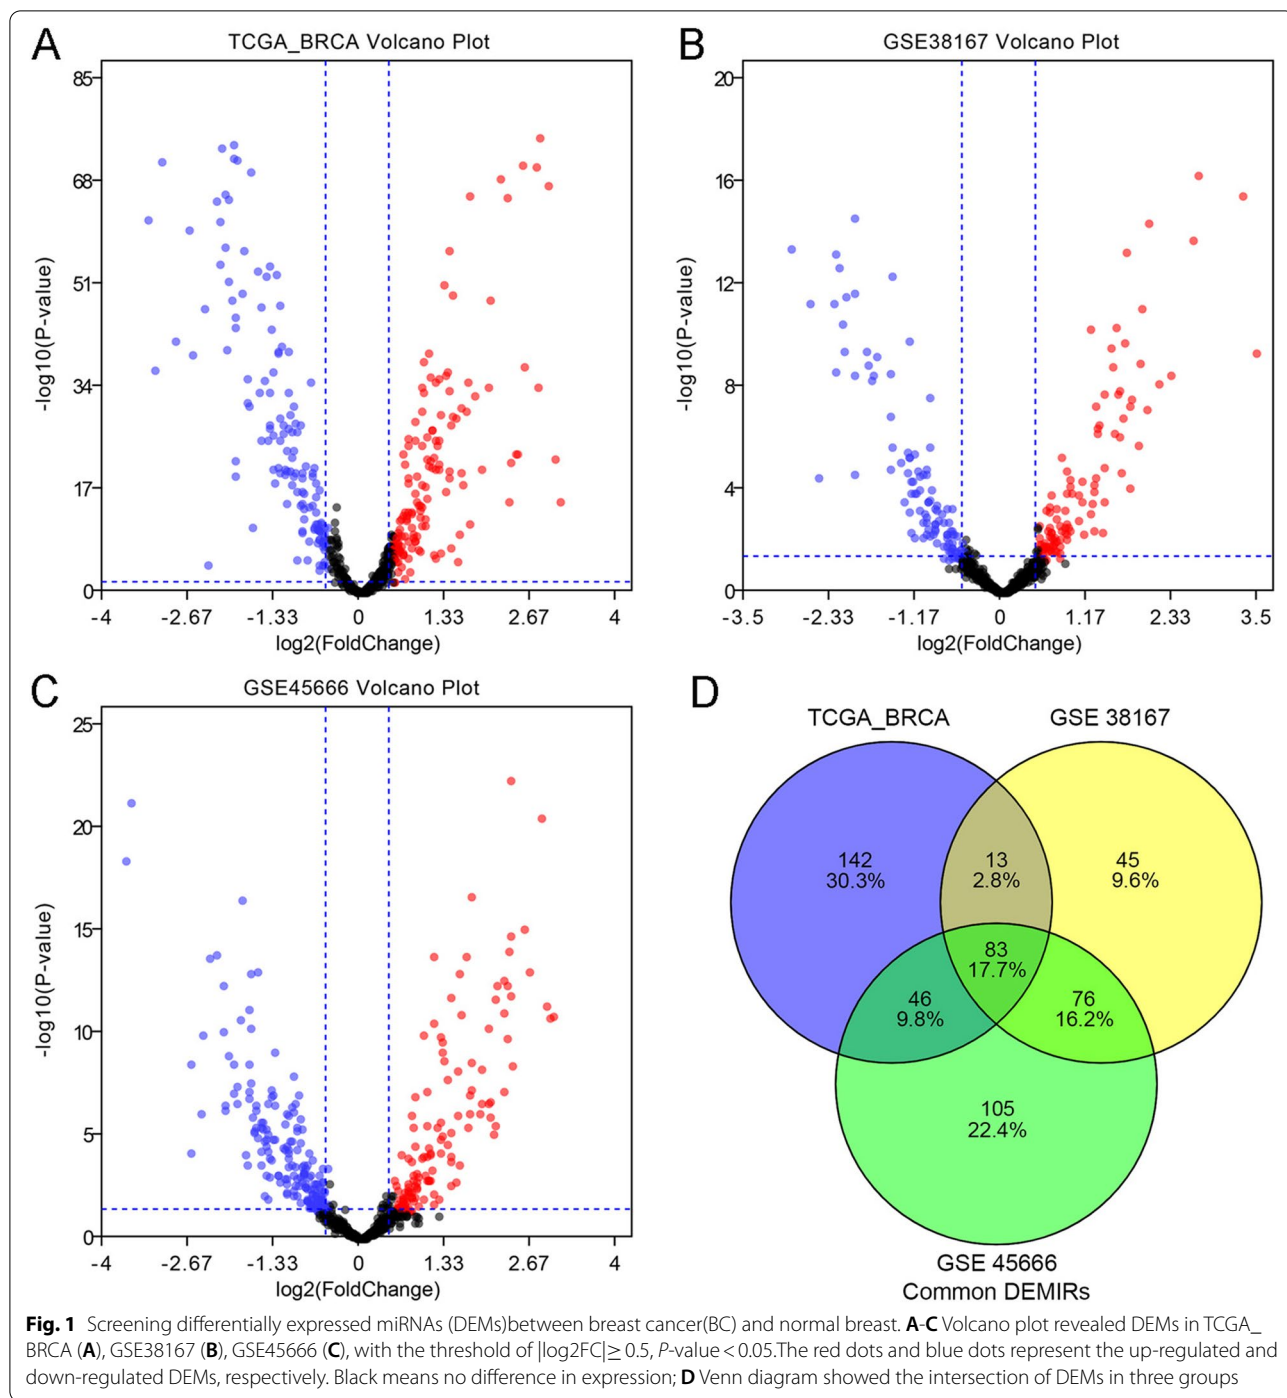 A
TCGA_BRCA Volcano Plot
85
68
51
34
17
0
-log10(P-value)
-4 -2.67 -1.33 0 1.33 2.67 4
log2(FoldChange)
B
GSE38167 Volcano Plot
20
16
12
8
4
0
-log10(P-value)
-3.5 -2.33 -1.17 0 1.17 2.33 3.5
log2(FoldChange)
C
GSE45666 Volcano Plot
25
20
15
10
5
0
-log10(P-value)
-4 -2.67 -1.33 0 1.33 2.67 4
log2(FoldChange)
D
TCGA_BRCA GSE 38167
142 13 45
30.3% 2.8% 9.6%
83
17.7%
46 76
9.8% 16.2%
105
22.4%
GSE 45666
Common DEMIRs
Fig. 1 Screening differentially expressed miRNAs (DEMs)between breast cancer(BC) and normal breast. A-C Volcano plot revealed DEMs in TCGA_
BRCA (A), GSE38167 (B), GSE45666 (C), with the threshold of |log2FC|≥ 0.5, P-value < 0.05.The red dots and blue dots represent the up-regulated and
down-regulated DEMs, respectively. Black means no difference in expression; D Venn diagram showed the intersection of DEMs in three groups